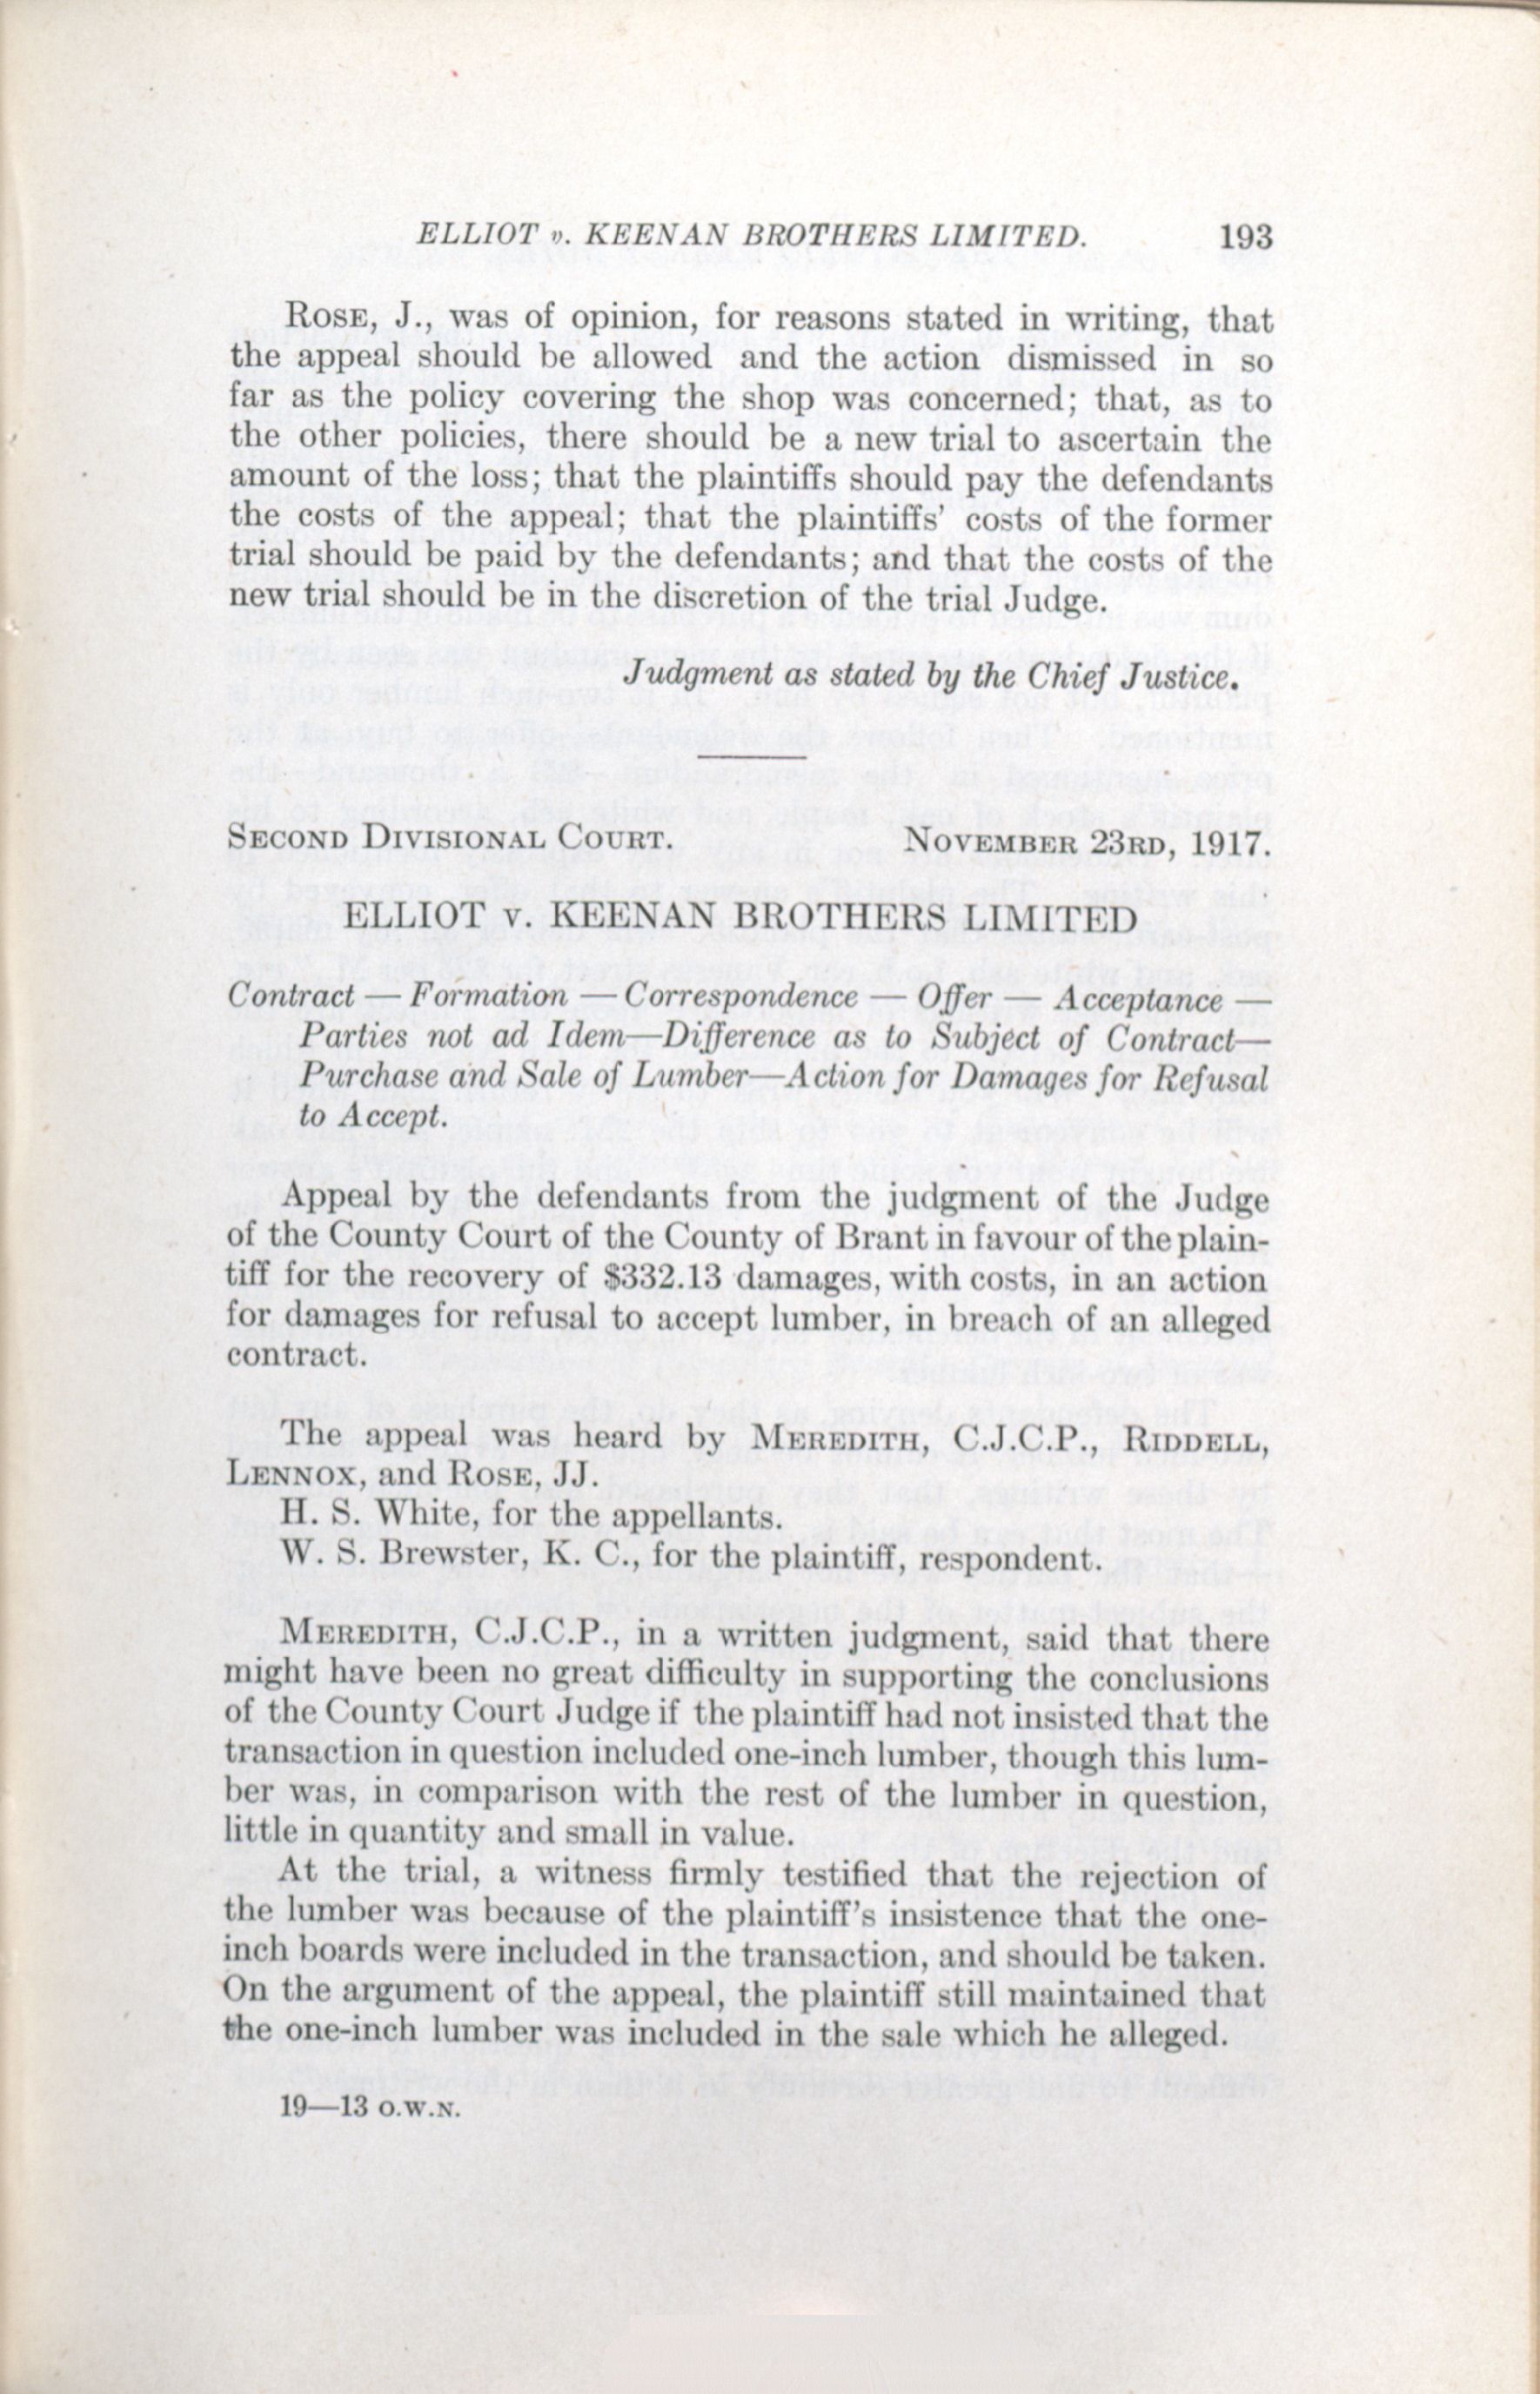 ELLIOT v. KEENAN BROTHERS LIMITED. 193
ROSE, J., was of opinion, for reasons stated in writing, that
the appeal should be allowed and the action dismissed in so
far as the policy covering the shop was concerned; that, as to
the other policies, there should be a new trial to ascertain the
amount of the loss; that the plaintiffs should pay the defendants
the costs of the appeal; that the plaintiffs' costs of the former
trial should be paid by the defendants; and that the costs of the
new trial should be in the discretion of the trial Judge.
Judgment as stated by the Chief Justice.
SECOND DIVISIONAL COURT. NOVEMBER 23RD, 1917.
ELLIOT v. KEENAN BROTHERS LIMITED
Contract — Formation — Correspondence — Offer — Acceptance —
Parties not ad Idem—Difference as to Subject of Contract—
Purchase and Sale of Lumber—Action for Damages for Refusal
to Accept.
Appeal by the defendants from the judgment of the Judge
of the County Court of the County of Brant in favour of the plain-
tiff for the recovery of $332.13 damages, with costs, in an action
for damages for refusal to accept lumber, in breach of an alleged
contract.
The appeal was heard by MEREDITH, C.J.C.P., RIDDELL,
LENNOX, and ROSE, JJ.
H. S. White, for the appellants.
W. S. Brewster, K. C., for the plaintiff, respondent.
MEREDITH, C.J.C.P., in a written judgment, said that there
might have been no great difficulty in supporting the conclusions
of the County Court Judge if the plaintiff had not insisted that the
transaction in question included one-inch lumber, though this lum-
ber was, in comparison with the rest of the lumber in question,
little in quantity and small in value.
At the trial, a witness firmly testified that the rejection of
the lumber was because of the plaintiff's insistence that the one-
inch boards were included in the transaction, and should be taken.
On the argument of the appeal, the plaintiff still maintained that
the one-inch lumber was included in the sale which he alleged.
19—13 O.W.N.